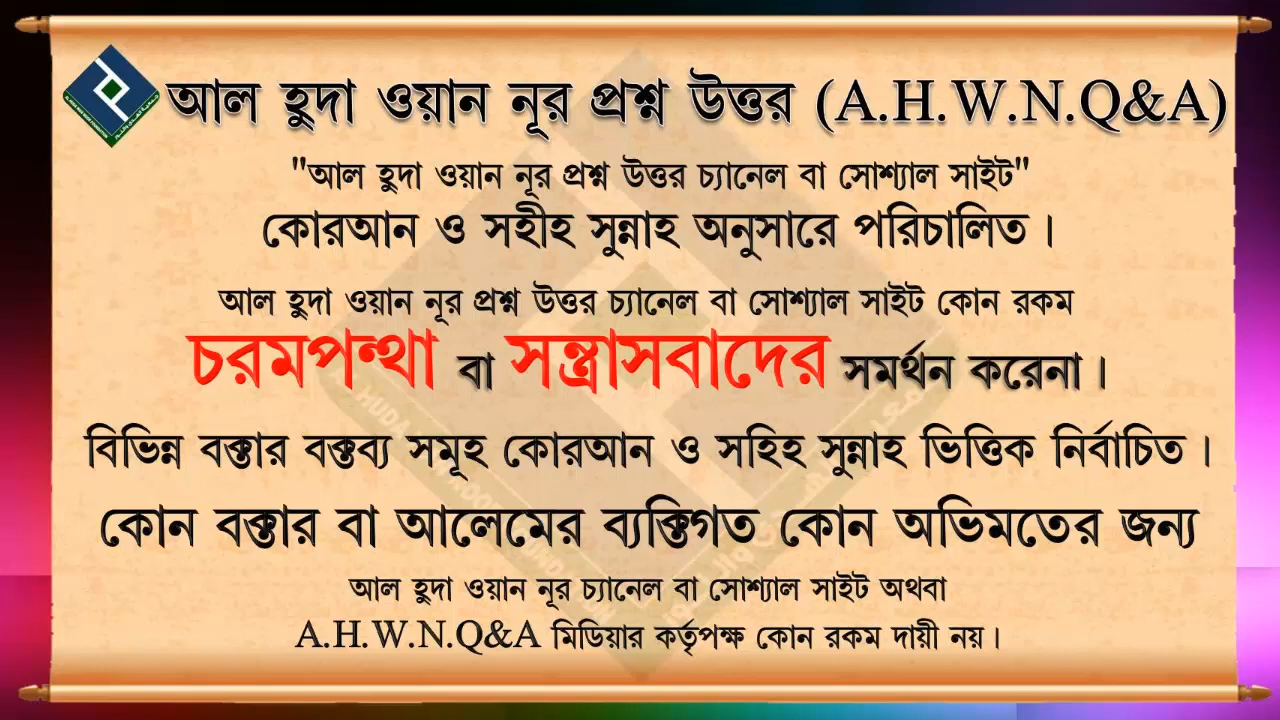 আল হুদা ওয়ান নূর প্রশ্ন উত্তর (A.H.W.N.Q&A)
"আল হুদা ওয়ান নূর প্রশ্ন উত্তর চ্যানেল বা সোশ্যাল সাইট"
কোরআন ও সহীহ সুন্নাহ অনুসারে পরিচালিত।
আল হুদা ওয়ান নূর প্রশ্ন উত্তর চ্যানেল বা সোশ্যাল সাইট কোন রকম
চরমপন্থা বা সন্ত্রাসবাদের সমর্থন করেনা।
বিভিন্ন বক্তার বক্তব্য সমূহ কোরআন ও সহিহ সুন্নাহ ভিত্তিক নির্বাচিত।
কোন বক্তার বা আলেমের ব্যক্তিগত কোন অভিমতের জন্য
আল হুদা ওয়ান নূর চ্যানেল বা সোশ্যাল সাইট অথবা
A.H.W.N.Q&A মিডিয়ার কর্তৃপক্ষ কোন রকম দায়ী নয়।